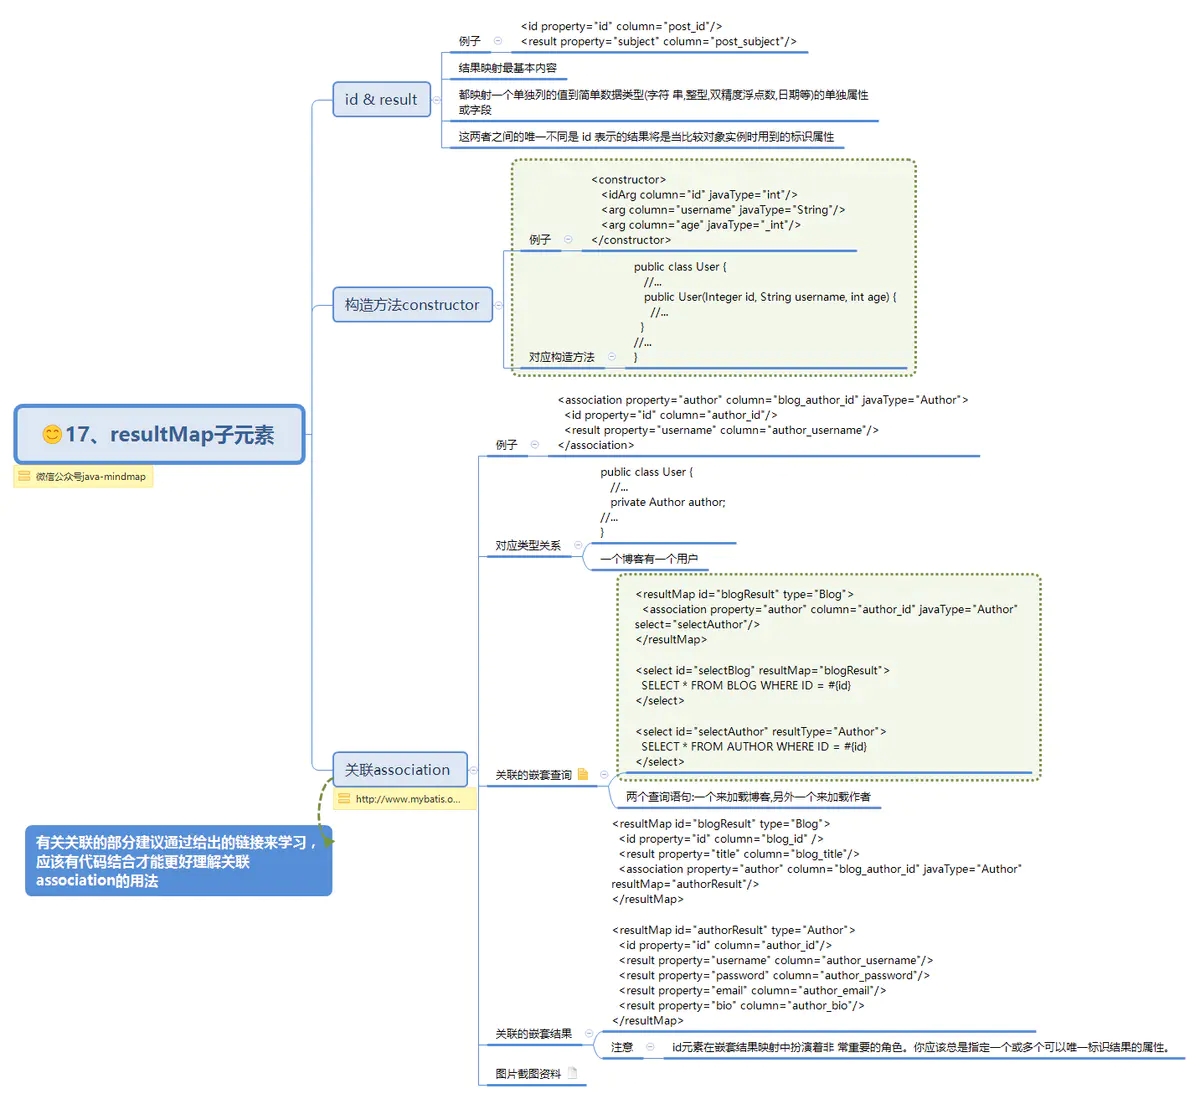 17、resultMap子元素
微信公众号java-mindmap
id & result
例子
<id property="id" column="post_id"/>
<result property="subject" column="post_subject"/>
结果映射最基本内容
都映射一个单独列的值到简单数据类型(字符 串,整型,双精度浮点数,日期等)的单独属性
或字段
这两者之间的唯一不同是 id 表示的结果将是当比较对象实例时用到的标识属性
构造方法constructor
例子
<constructor>
<idArg column="id" javaType="int"/>
<arg column="username" javaType="String"/>
<arg column="age" javaType="_int"/>
</constructor>
对应构造方法
public class User {
//...
public User(Integer id, String username, int age) {
//...
}
//...
}
关联association
http://www.mybatis.o...
有关关联的部分建议通过给出的链接来学习，
应该有代码结合才能更好理解关联
association的用法
例子
<association property="author" column="blog_author_id" javaType="Author">
<id property="id" column="author_id"/>
<result property="username" column="author_username"/>
</association>
对应类型关系
public class User {
//...
private Author author;
//...
}
一个博客有一个用户
关联的嵌套查询
<resultMap id="blogResult" type="Blog">
<association property="author" column="author_id" javaType="Author"
select="selectAuthor"/>
</resultMap>
<select id="selectBlog" resultMap="blogResult">
SELECT * FROM BLOG WHERE ID = #{id}
</select>
<select id="selectAuthor" resultType="Author">
SELECT * FROM AUTHOR WHERE ID = #{id}
</select>
两个查询语句:一个来加载博客,另外一个来加载作者
关联的嵌套结果
<resultMap id="blogResult" type="Blog">
<id property="id" column="blog_id" />
<result property="title" column="blog_title"/>
<association property="author" column="blog_author_id" javaType="Author"
resultMap="authorResult"/>
</resultMap>
<resultMap id="authorResult" type="Author">
<id property="id" column="author_id"/>
<result property="username" column="author_username"/>
<result property="password" column="author_password"/>
<result property="email" column="author_email"/>
<result property="bio" column="author_bio"/>
</resultMap>
注意
id元素在嵌套结果映射中扮演着非 常重要的角色。你应该总是指定一个或多个可以唯一标识结果的属性。
图片截图资料